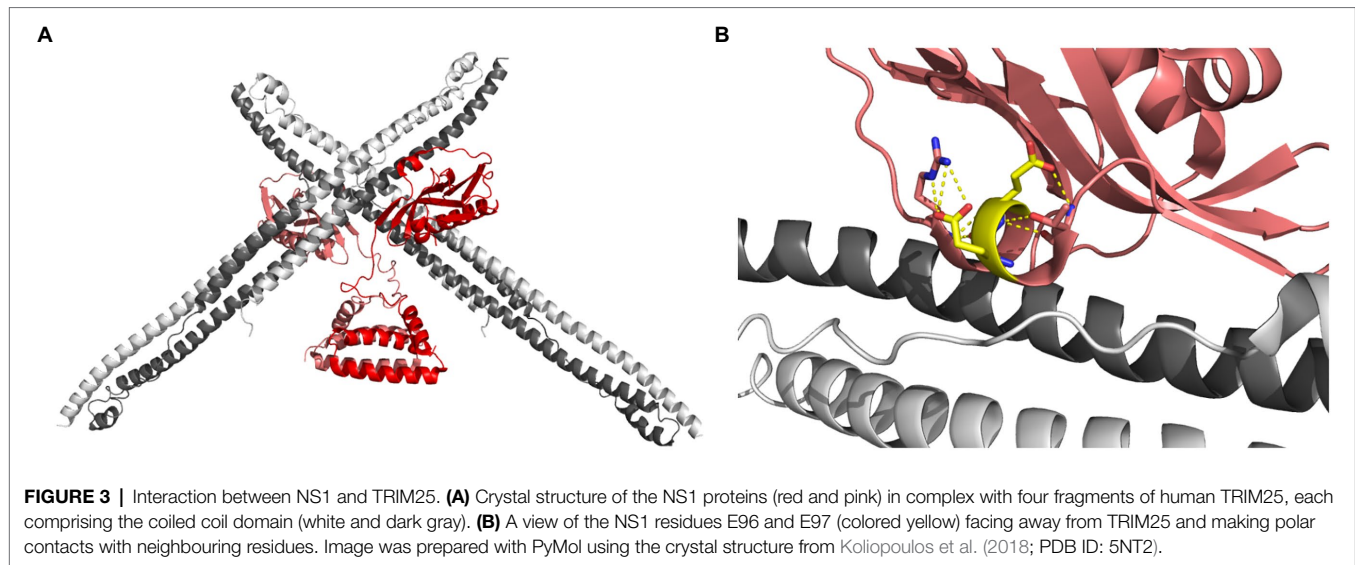 A
B
FIGURE 3 | Interaction between NS1 and TRIM25. (A) Crystal structure of the NS1 proteins (red and pink) in complex with four fragments of human TRIM25, each
comprising the coiled coil domain (white and dark gray). (B) A view of the NS1 residues E96 and E97 (colored yellow) facing away from TRIM25 and making polar
contacts with neighbouring residues. Image was prepared with PyMol using the crystal structure from Koliopoulos et al. (2018; PDB ID: 5NT2).